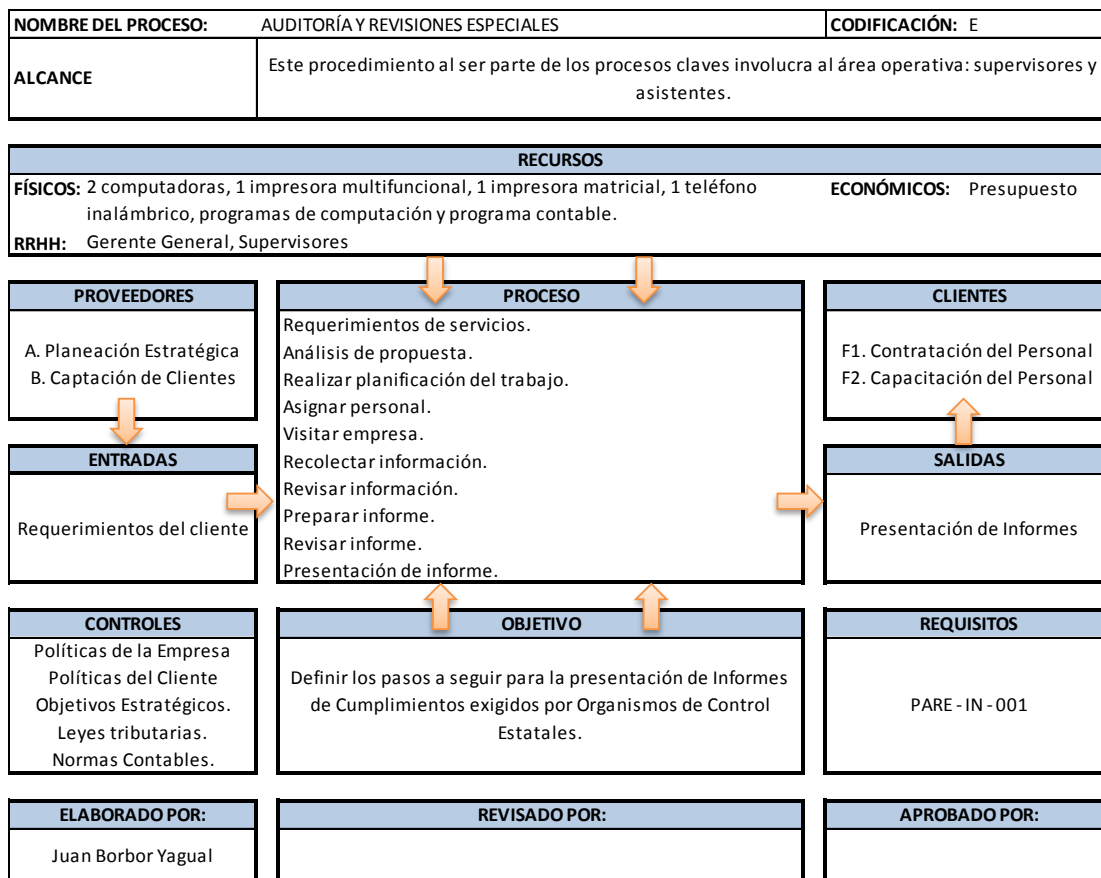 NOMBRE DEL PROCESO: AUDITORÍA Y REVISIONES ESPECIALES CODIFICACIÓN: E
ALCANCE
Este procedimiento al ser parte de los procesos claves involucra al área operativa: supervisores y
asistentes.
RECURSOS
FÍSICOS: 2 computadoras, 1 impresora multifuncional, 1 impresora matricial, 1 teléfono
inalámbrico, programas de computación y programa contable.
ECONÓMICOS: Presupuesto
RRHH: Gerente General, Supervisores
PROVEEDORES
A. Planeación Estratégica
B. Captación de Clientes
ENTRADAS
Requerimientos del cliente
PROCESO
Requerimientos de servicios.
Análisis de propuesta.
Realizar planificación del trabajo.
Asignar personal.
Visitar empresa.
Recolectar información.
Revisar información.
Preparar informe.
Revisar informe.
Presentación de informe.
CLIENTES
F1. Contratación del Personal
F2. Capacitación del Personal
SALIDAS
Presentación de Informes
CONTROLES
Políticas de la Empresa
Políticas del Cliente
Objetivos Estratégicos.
Leyes tributarias.
Normas Contables.
OBJETIVO
Definir los pasos a seguir para la presentación de Informes
de Cumplimientos exigidos por Organismos de Control
Estatales.
REQUISITOS
PARE - IN - 001
ELABORADO POR:
Juan Borbor Yagual
REVISADO POR:
APROBADO POR: